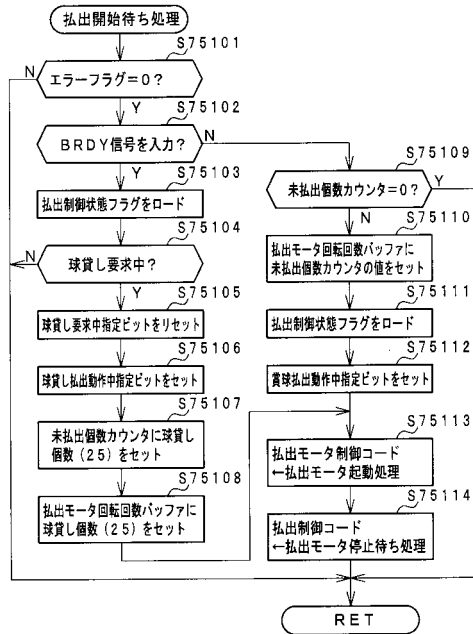 払出開始待ち処理
S75101
エラーフラグ=0?
N
Y
S75102
BRDY信号を入力?
N
Y
S75103
払出制御状態フラグをロード
S75104
球貸し要求中?
N
Y
S75105
球貸し要求中指定ビットをリセット
S75106
球貸し払出動作中指定ビットをセット
S75107
未払出個数カウンタに球貸し
個数(25)をセット
S75108
払出モータ回転回数バッファに
球貸し個数(25)をセット
S75109
未払出個数カウンタ=0?
Y
N
S75110
払出モータ回転回数バッファに
未払出個数カウンタの値をセット
S75111
払出制御状態フラグをロード
S75112
賞球払出動作中指定ビットをセット
S75113
払出モータ制御コード
←払出モータ起動処理
S75114
払出制御コード
←払出モータ停止待ち処理
RET